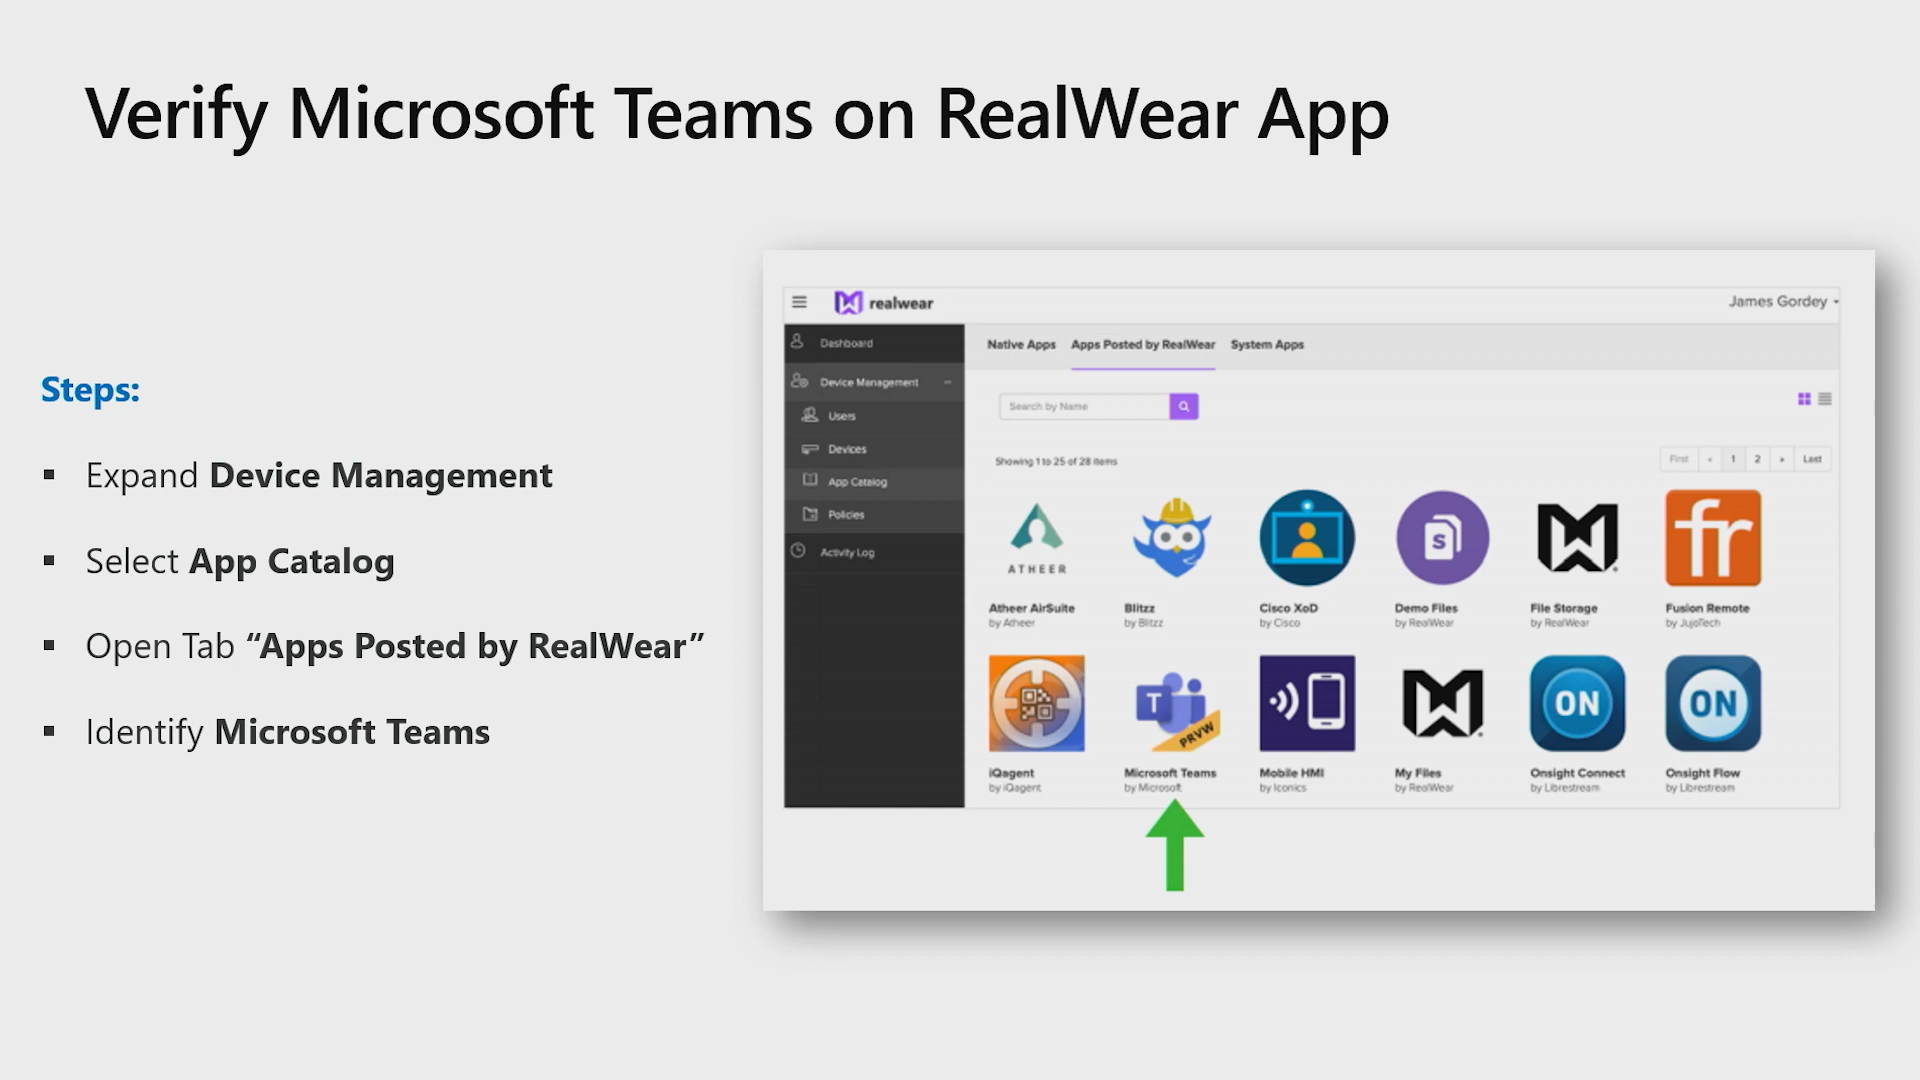 Verify Microsoft Teams on RealWear App
Steps:
▪ Expand Device Management
▪ Select App Catalog
▪ Open Tab “Apps Posted by RealWear”
▪ Identify Microsoft Teams
realwear
James Gordey
Dashboard
Device Management
Users
Devices
App Catalog
Policies
Activity Log
Native Apps Apps Posted by RealWear System Apps
Search by Name
Showing 1 to 25 of 28 items
First « 1 2 » Last
ATHEER
S
fr
Atheer AirSuite Blitzz Cisco XoD Demo Files File Storage Fusion Remote
by Atheer by Blitzz by Cisco by RealWear by RealWear by JujoTech
T
PRVW
ON
ON
iQagent Microsoft Teams Mobile HMI My Files Onsight Connect Onsight Flow
by iQagent by Microsoft by Iconics by RealWear by Librestream by Librestream